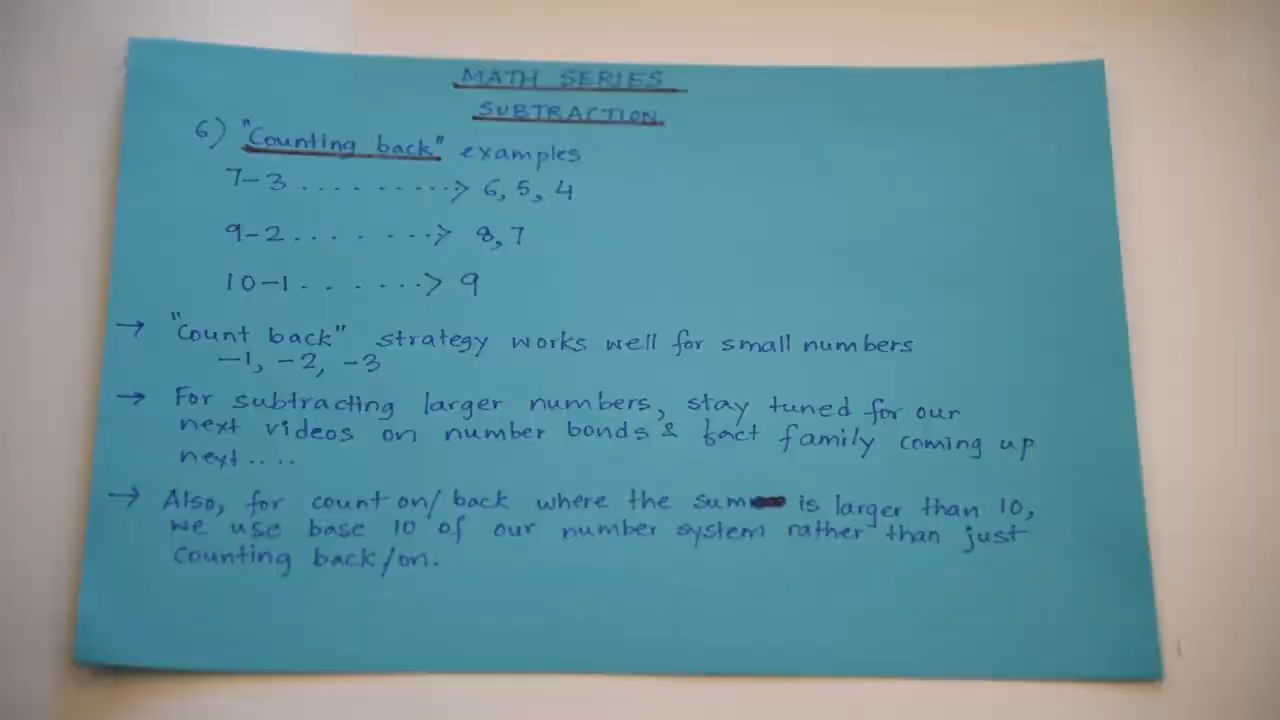 MATH SERIES
SUBTRACTION
6) "Counting back" examples
7-3 . . . . . . . . . .> 6, 5, 4
9-2 . . . . . . . .> 8, 7
10-1 . . . . . . .> 9
→ "Count back" strategy works well for small numbers
-1, -2, -3
→ For subtracting larger numbers, stay tuned for our
next videos on number bonds & fact family coming up
next....
→ Also, for count on/back where the sum is larger than 10,
we use base 10 of our number system rather than just
counting back/on.